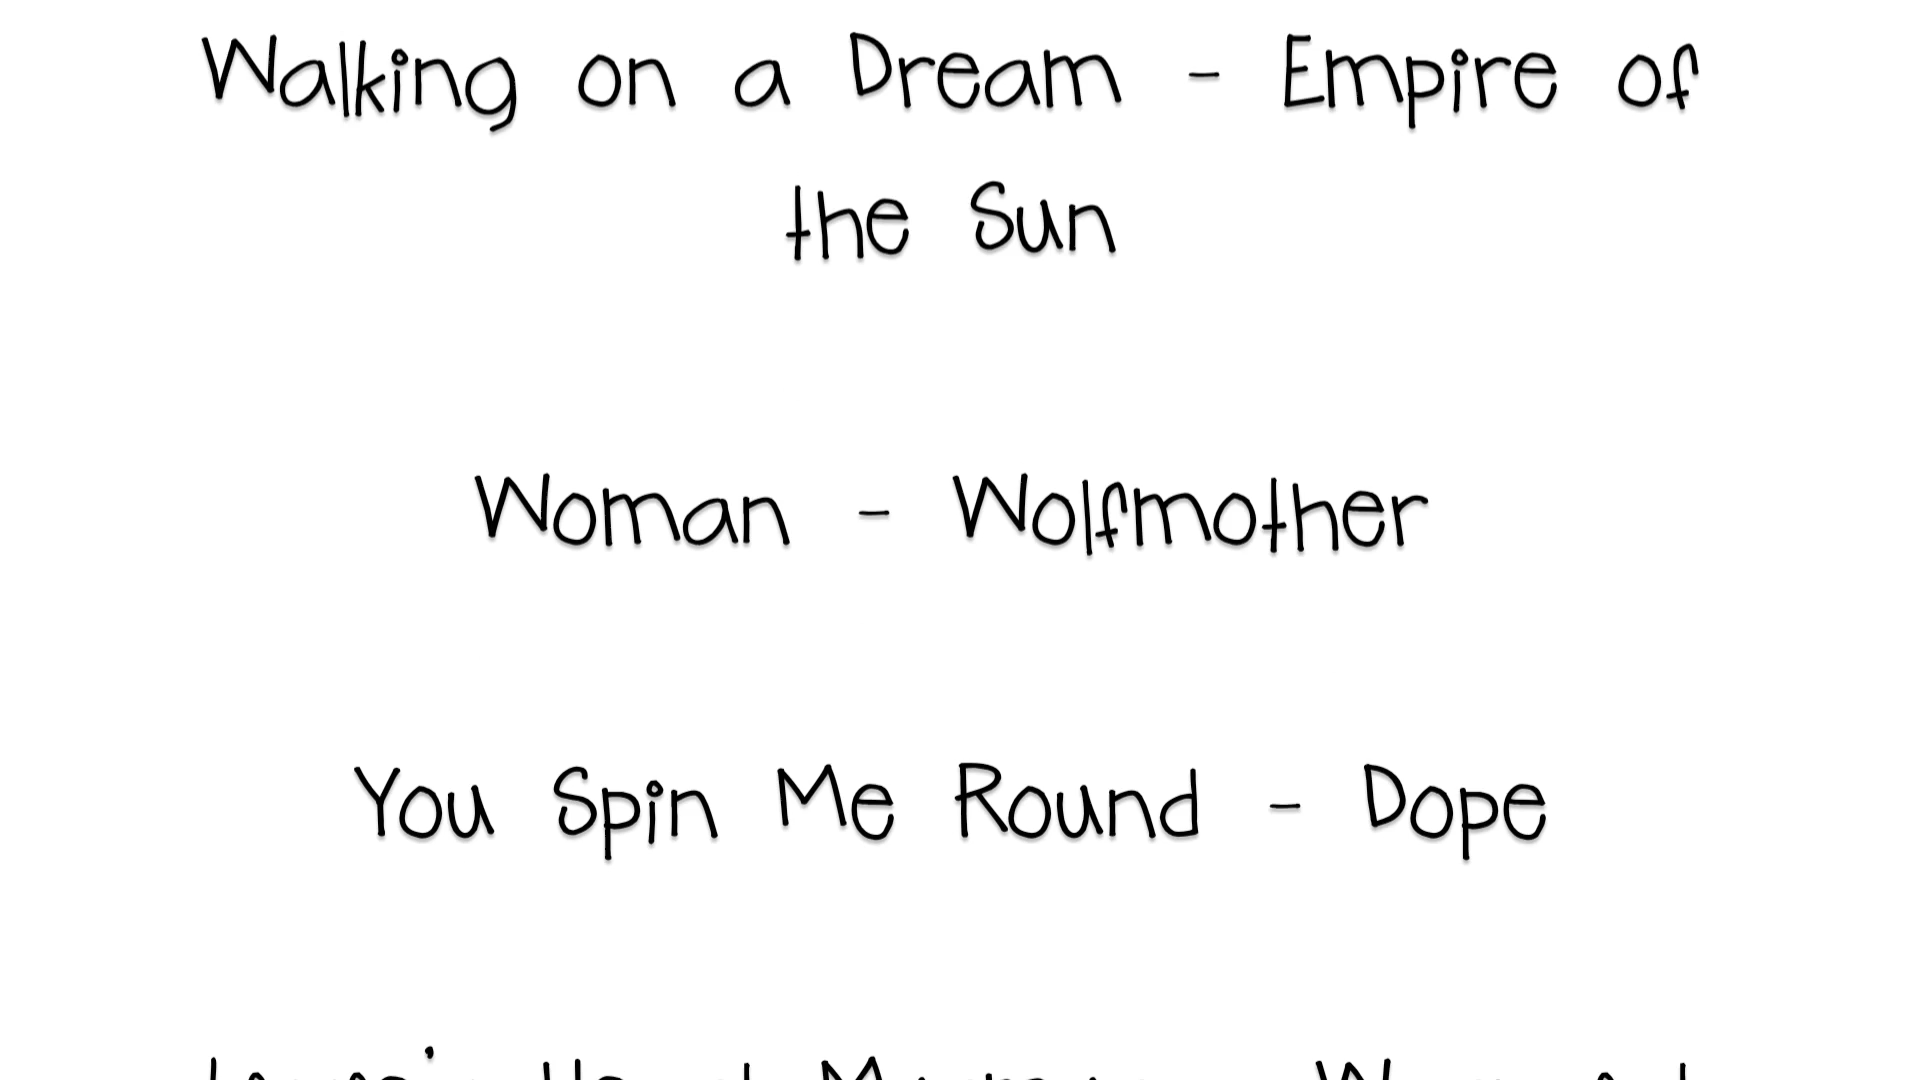 Walking on a Dream - Empire of
the Sun
Woman - Wolfmother
You Spin Me Round - Dope